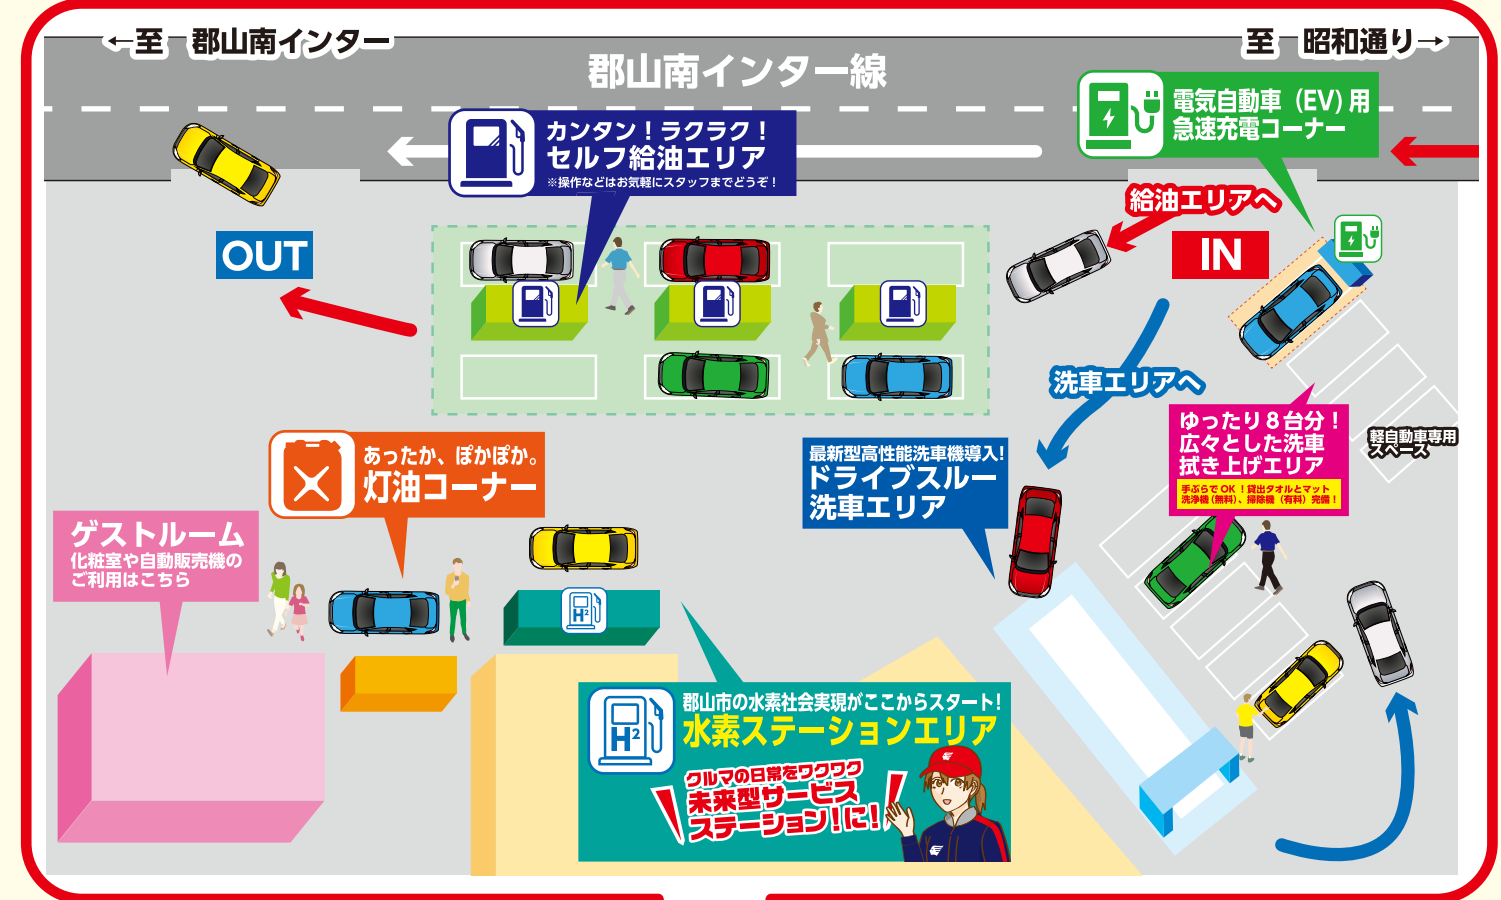 ←至 郡山南インター
至 昭和通り→
郡山南インター線
電気自動車（EV）用
急速充電コーナー
カンタン！ラクラク！
セルフ給油エリア
※操作などはお気軽にスタッフまでどうぞ！
給油エリアへ
OUT
IN
洗車エリアへ
ゆったり８台分！
広々とした洗車
拭き上げエリア
手ぶらでOK！貸出タオルとマット
洗浄機（無料）、掃除機（有料）完備！
軽自動車専用
スペース
最新型高性能洗車機導入!
ドライブスルー
洗車エリア
あったか、ぽかぽか。
灯油コーナー
ゲストルーム
化粧室や自動販売機の
ご利用はこちら
H²
郡山市の水素社会実現がここからスタート!
水素ステーションエリア
H²
クルマの日常をワクワク
未来型サービス
ステーション！に！